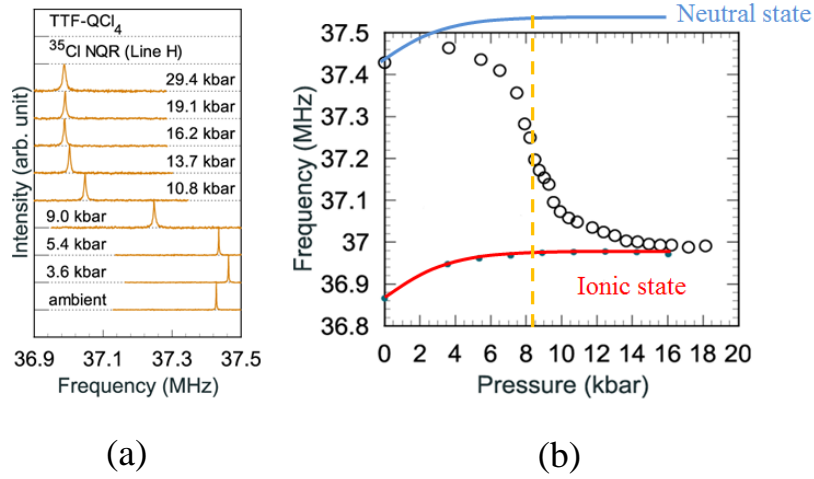 TTF-QCl4
35Cl NQR (Line H)
29.4 kbar
19.1 kbar
16.2 kbar
13.7 kbar
10.8 kbar
9.0 kbar
5.4 kbar
3.6 kbar
ambient
Intensity (arb. unit)
36.9 37.1 37.3 37.5
Frequency (MHz)
(a)
Neutral state
37.5
37.4
37.3
37.2
37.1
37
36.9
36.8
Frequency (MHz)
Ionic state
0 2 4 6 8 10 12 14 16 18 20
Pressure (kbar)
(b)